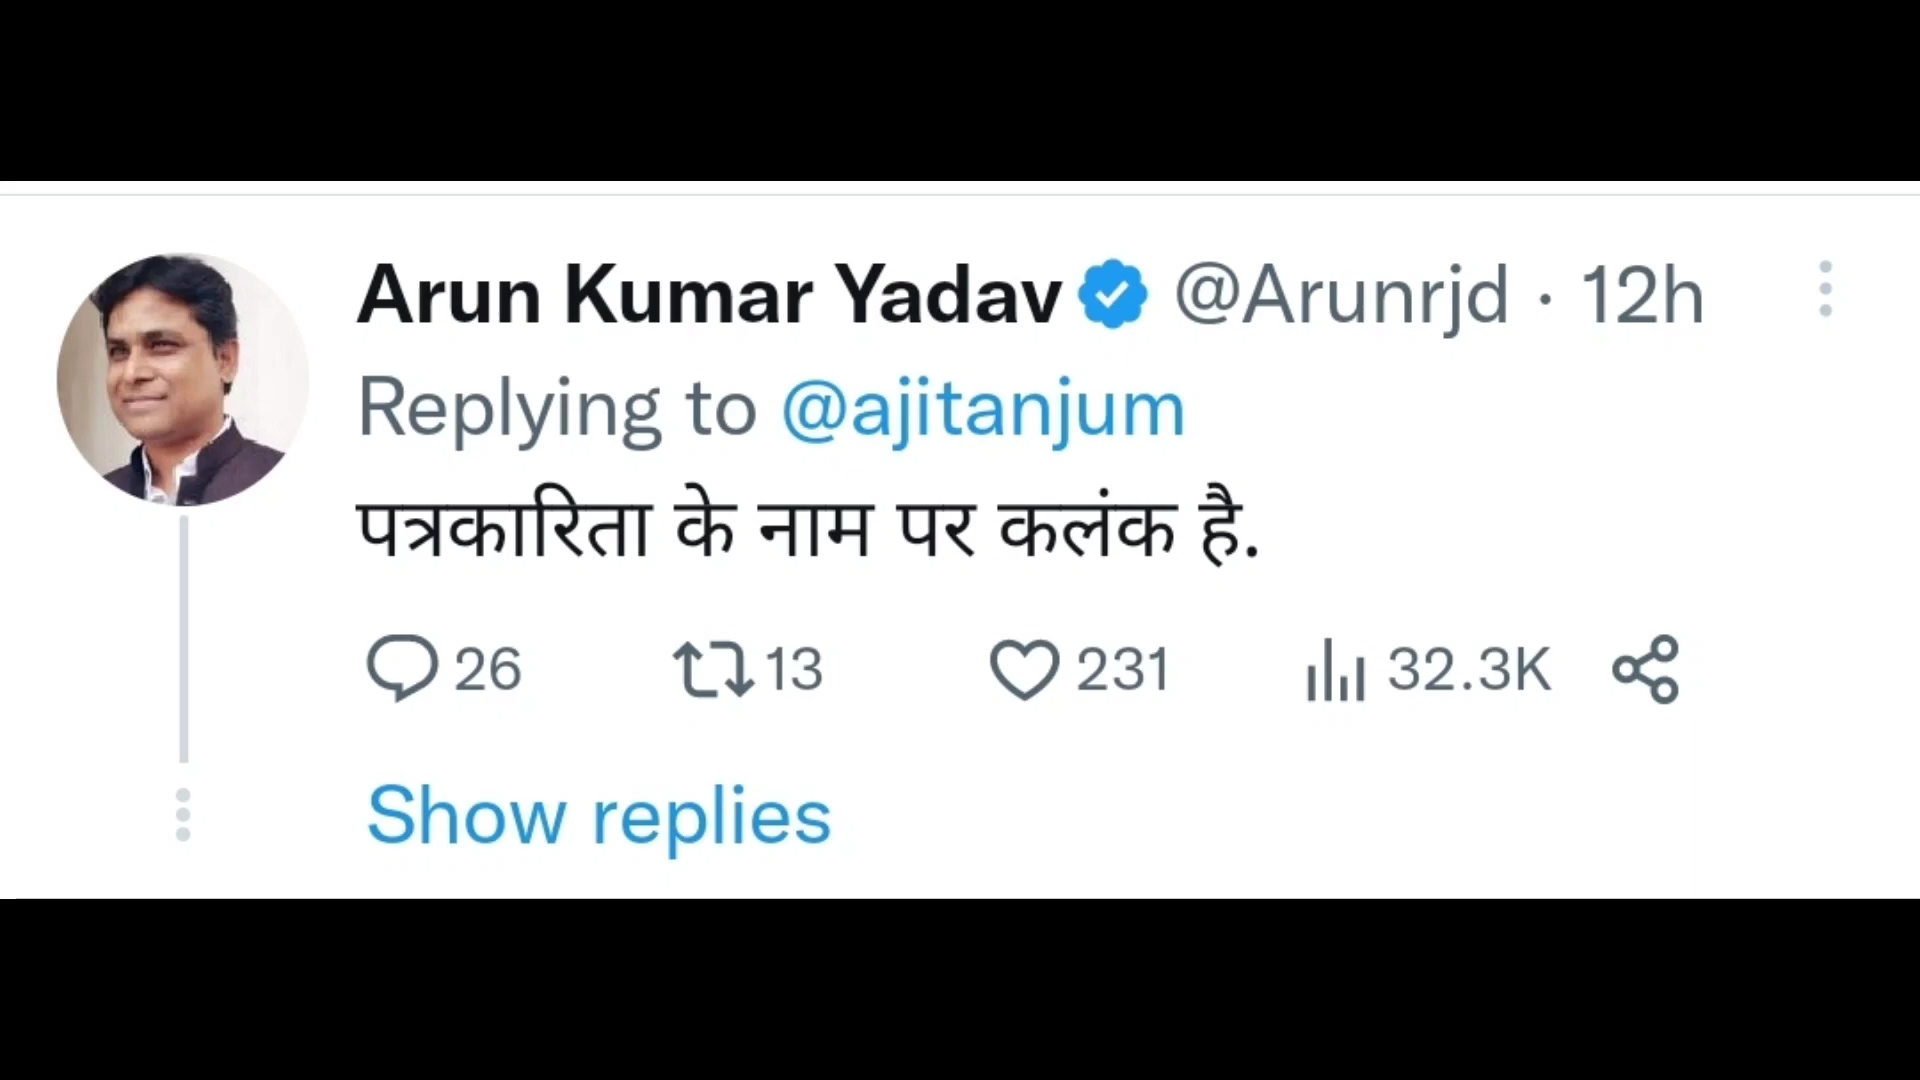 Arun Kumar Yadav @Arunrjd · 12h
Replying to @ajitanjum
पत्रकारिता के नाम पर कलंक है.
26 13 231 32.3K
Show replies